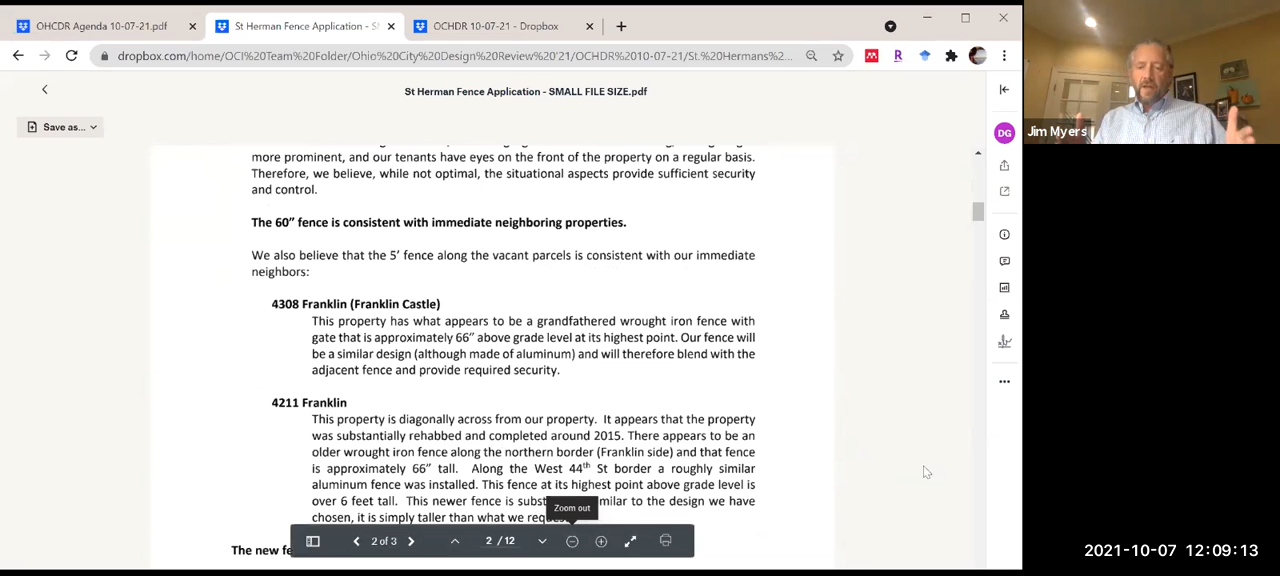 OHCDR Agenda 10-07-21.pdf
St Herman Fence Application - S
OCHDR 10-07-21 - Dropbox
dropbox.com/home/OCI%20Team%20Folder/Ohio%20City%20Design%20Review%20'21/OCHDR%2010-07-21/St.%20Hermans%...
St Herman Fence Application - SMALL FILE SIZE.pdf
DG
Jim Myers
Save as...
more prominent, and our tenants have eyes on the front of the property on a regular basis.
Therefore, we believe, while not optimal, the situational aspects provide sufficient security
and control.
The 60” fence is consistent with immediate neighboring properties.
We also believe that the 5’ fence along the vacant parcels is consistent with our immediate
neighbors:
4308 Franklin (Franklin Castle)
This property has what appears to be a grandfathered wrought iron fence with
gate that is approximately 66” above grade level at its highest point. Our fence will
be a similar design (although made of aluminum) and will therefore blend with the
adjacent fence and provide required security.
4211 Franklin
This property is diagonally across from our property. It appears that the property
was substantially rehabbed and completed around 2015. There appears to be an
older wrought iron fence along the northern border (Franklin side) and that fence
is approximately 66” tall. Along the West 44th St border a roughly similar
aluminum fence was installed. This fence at its highest point above grade level is
over 6 feet tall. This newer fence is subst milar to the design we have
chosen, it is simply taller than what we reque
Zoom out
2 of 3
2 / 12
The new fe
2021-10-07 12:09:13